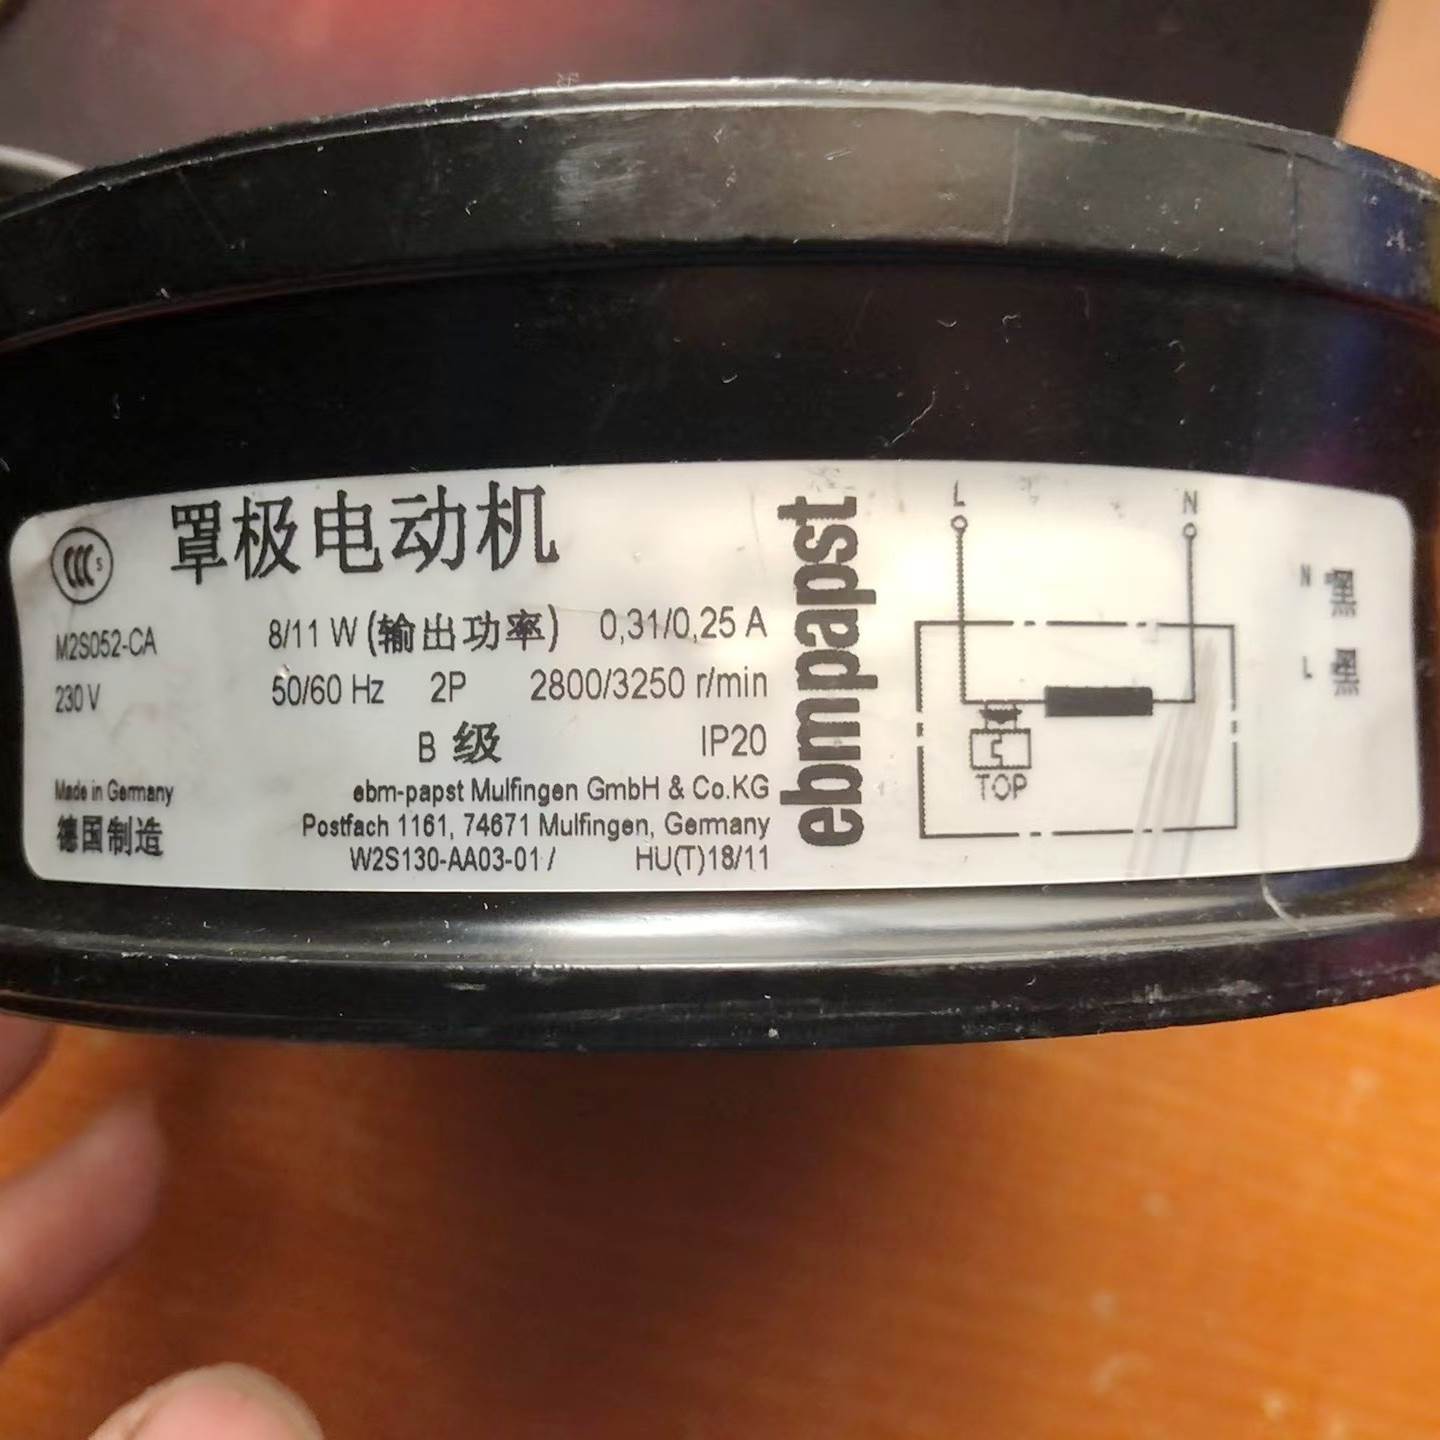 CCC S
罩极电动机
M2S052-CA 8/11 W (输出功率) 0,31/0,25 A
230 V 50/60 Hz 2P 2800/3250 r/min
B 级 IP20
Made in Germany ebm-papst Mulfingen GmbH & Co.KG
德国制造 Postfach 1161, 74671 Mulfingen, Germany
W2S130-AA03-01 / HU(T)18/11
ebmpapst
L N
TOP
N 黑
L 黑